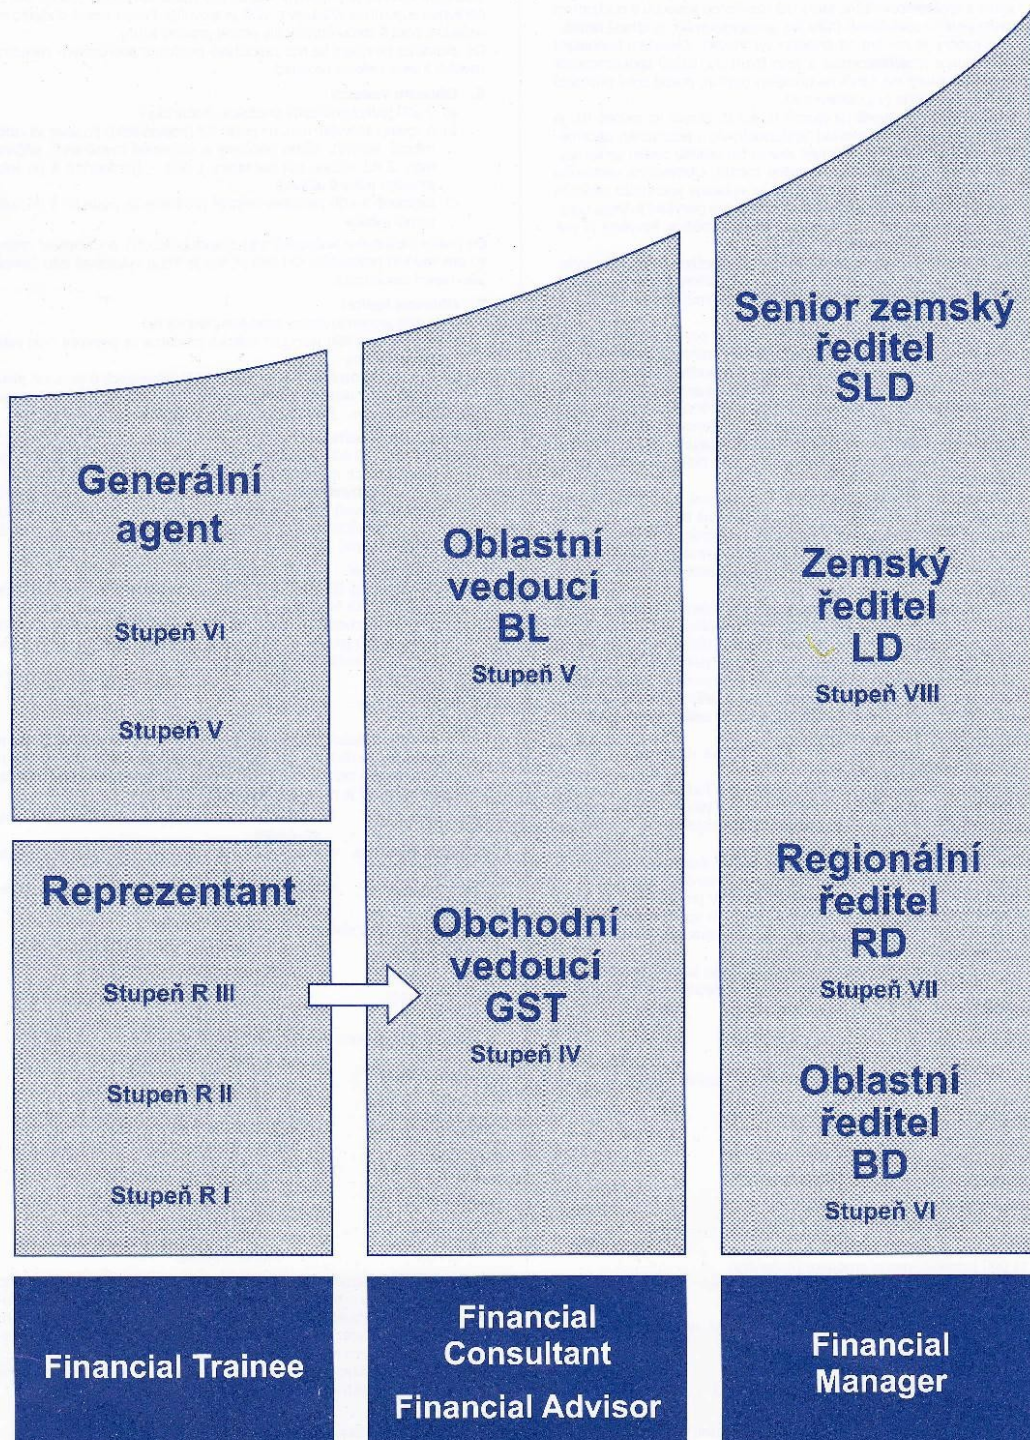 Generální
agent
Stupeň VI
Stupeň V
Reprezentant
Stupeň R III
Stupeň R II
Stupeň R I
Financial Trainee
Oblastní
vedoucí
BL
Stupeň V
Obchodní
vedoucí
GST
Stupeň IV
Financial
Consultant
Financial Advisor
Senior zemský
ředitel
SLD
Zemský
ředitel
LD
Stupeň VIII
Regionální
ředitel
RD
Stupeň VII
Oblastní
ředitel
BD
Stupeň VI
Financial
Manager